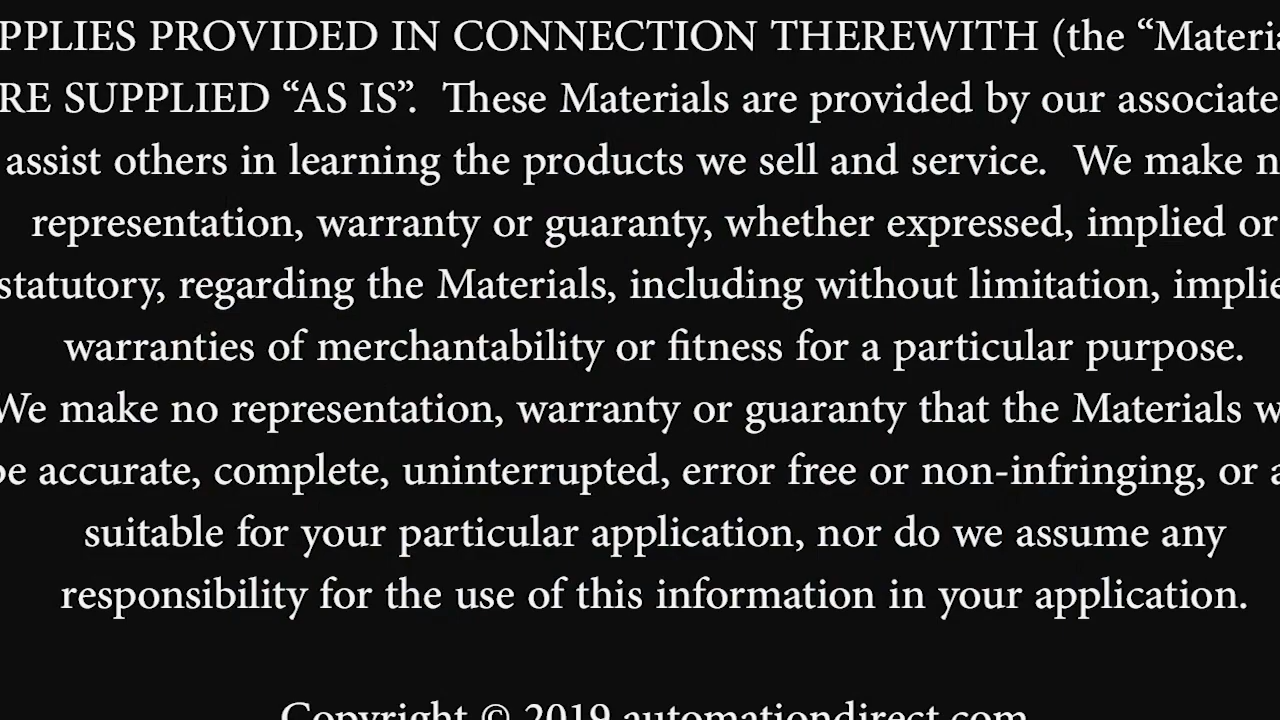 PPLIES PROVIDED IN CONNECTION THEREWITH (the “Materia
RE SUPPLIED “AS IS”.  These Materials are provided by our associate
assist others in learning the products we sell and service.  We make n
representation, warranty or guaranty, whether expressed, implied or
statutory, regarding the Materials, including without limitation, implie
warranties of merchantability or fitness for a particular purpose.
We make no representation, warranty or guaranty that the Materials w
be accurate, complete, uninterrupted, error free or non-infringing, or a
suitable for your particular application, nor do we assume any
responsibility for the use of this information in your application.
Copyright © 2019 automationdirect.com